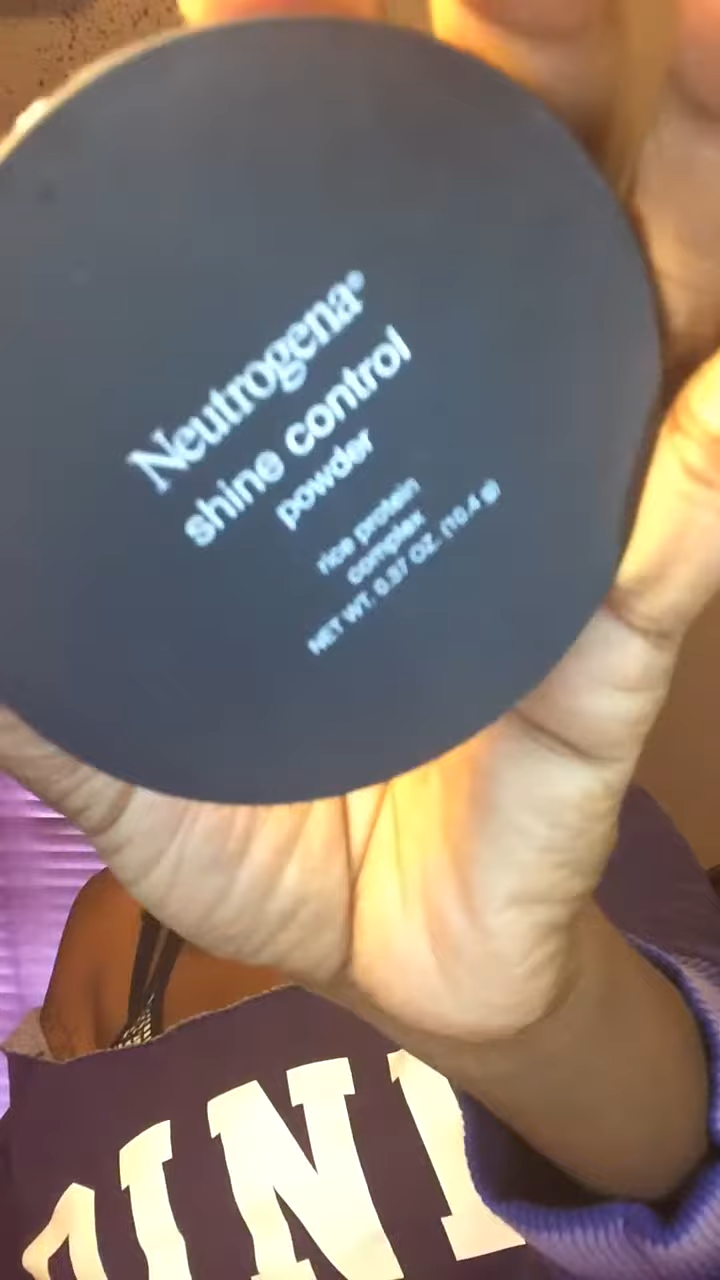 Neutrogena®
shine control
powder
rice protein
complex
NET WT. 0.37 OZ. (10.4 g)